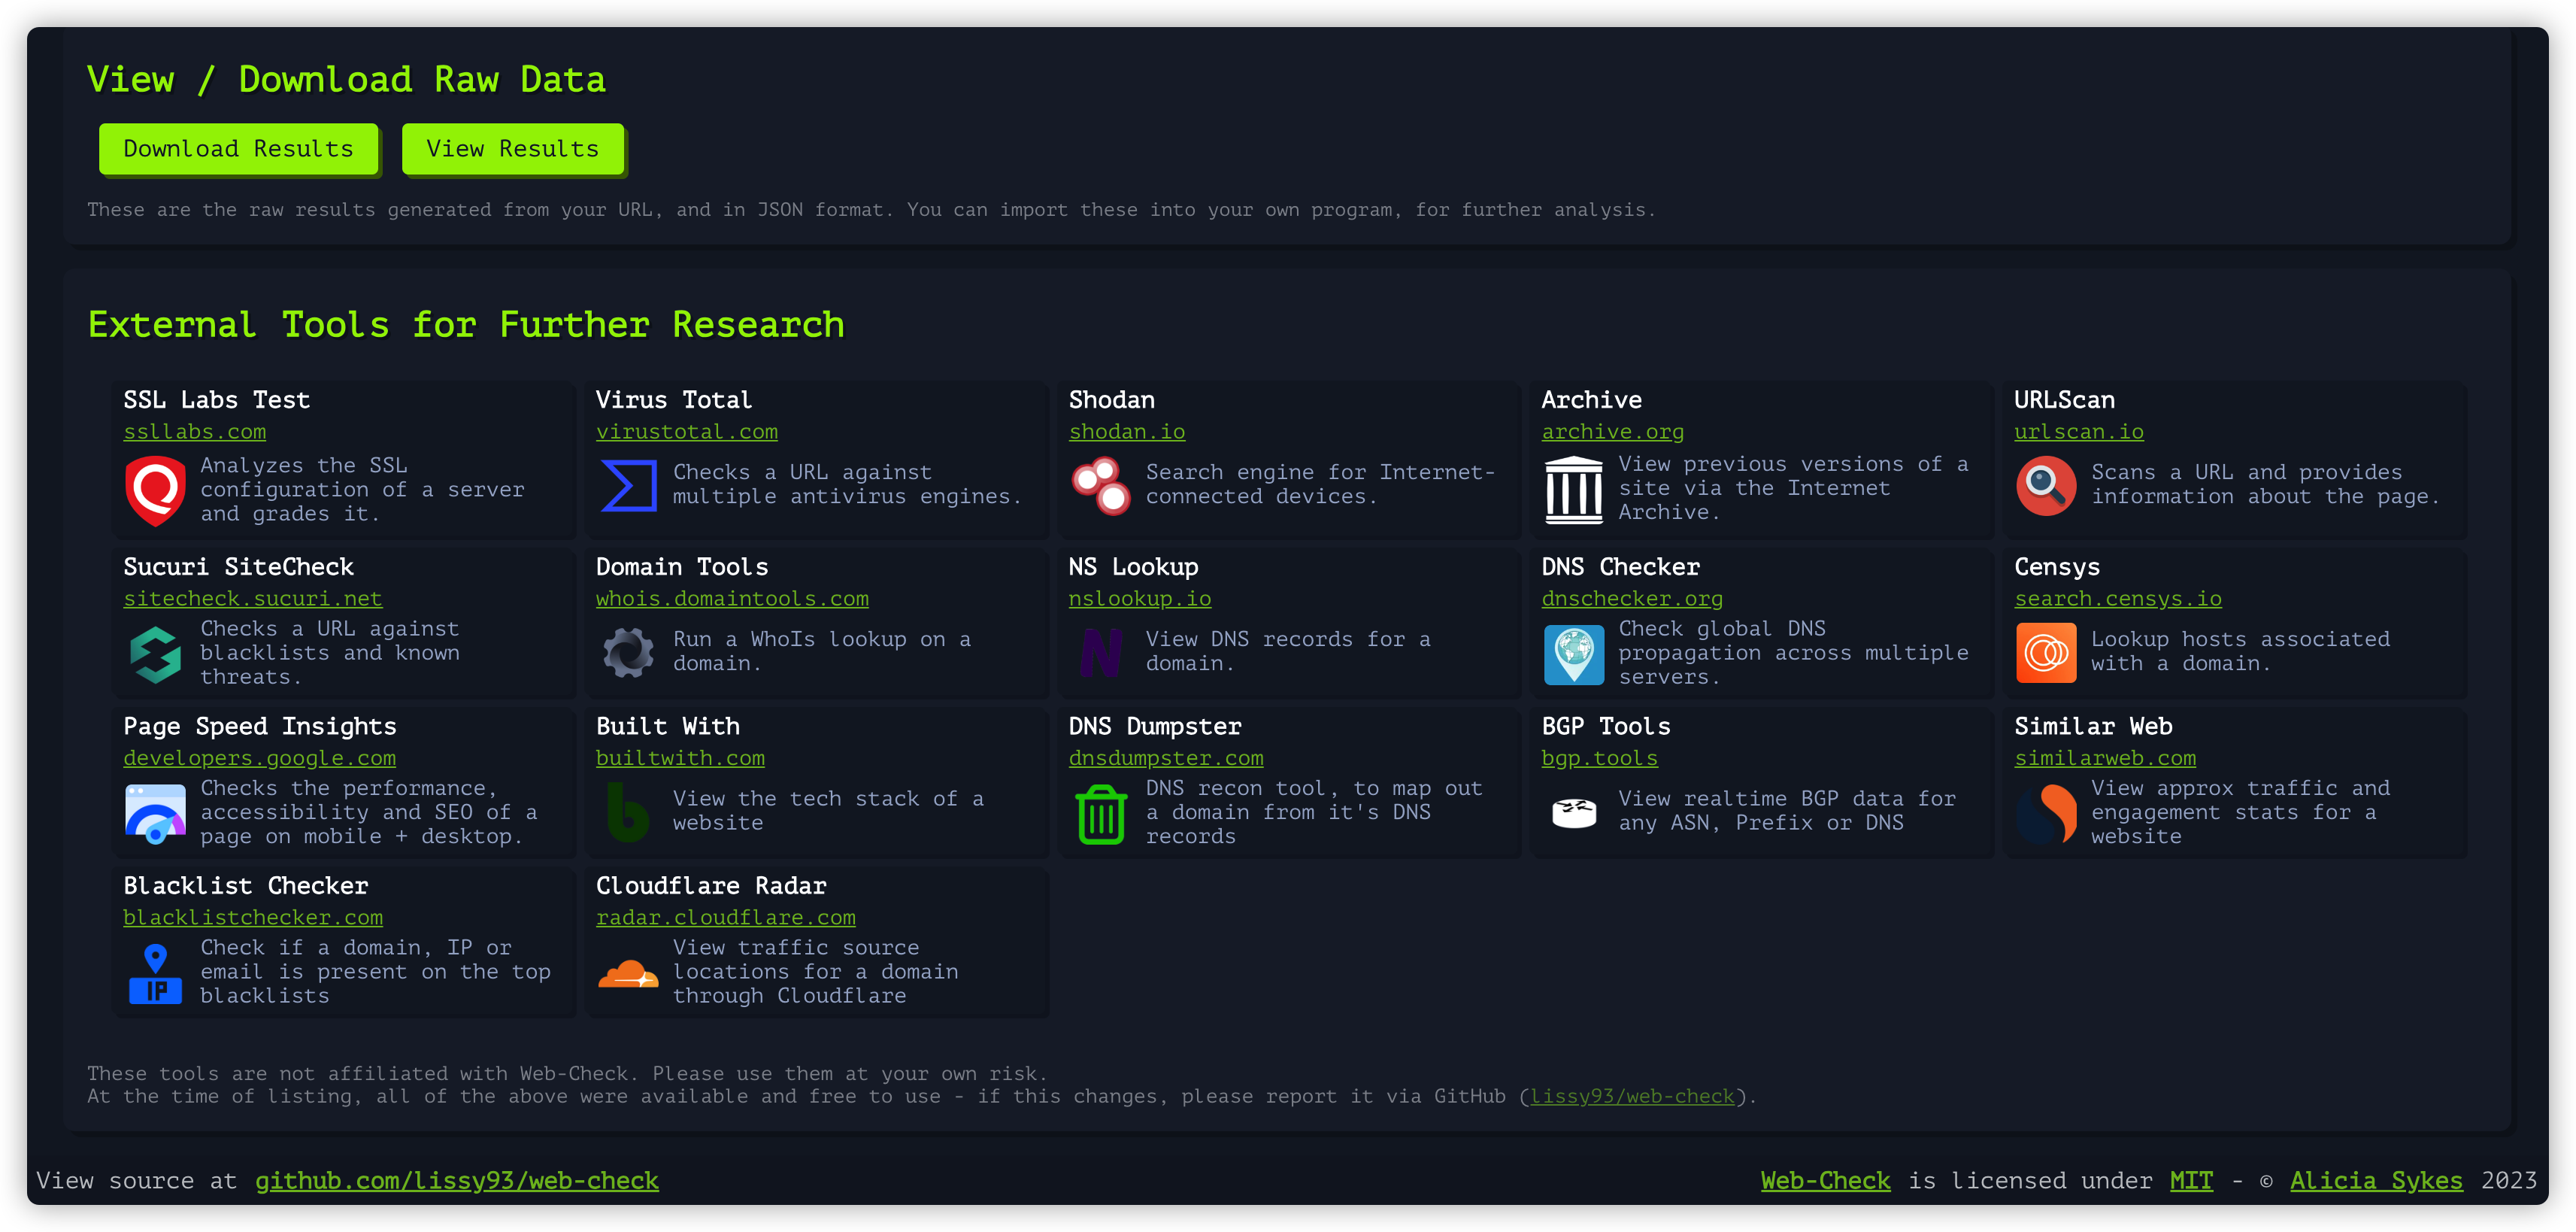 View / Download Raw Data
Download Results
View Results
These are the raw results generated from your URL, and in JSON format. You can import these into your own program, for further analysis.
External Tools for Further Research
SSL Labs Test
ssllabs.com
Analyzes the SSL
configuration of a server
and grades it.
Virus Total
virustotal.com
Checks a URL against
multiple antivirus engines.
Shodan
shodan.io
Search engine for Internet-
connected devices.
Archive
archive.org
View previous versions of a
site via the Internet
Archive.
URLScan
urlscan.io
Scans a URL and provides
information about the page.
Sucuri SiteCheck
sitecheck.sucuri.net
Checks a URL against
blacklists and known
threats.
Domain Tools
whois.domaintools.com
Run a WhoIs lookup on a
domain.
NS Lookup
nslookup.io
N
View DNS records for a
domain.
DNS Checker
dnschecker.org
Check global DNS
propagation across multiple
servers.
Censys
search.censys.io
Lookup hosts associated
with a domain.
Page Speed Insights
developers.google.com
Checks the performance,
accessibility and SEO of a
page on mobile + desktop.
Built With
builtwith.com
b
View the tech stack of a
website
DNS Dumpster
dnsdumpster.com
DNS recon tool, to map out
a domain from it's DNS
records
BGP Tools
bgp.tools
View realtime BGP data for
any ASN, Prefix or DNS
Similar Web
similarweb.com
View approx traffic and
engagement stats for a
website
Blacklist Checker
blacklistchecker.com
IP
Check if a domain, IP or
email is present on the top
blacklists
Cloudflare Radar
radar.cloudflare.com
View traffic source
locations for a domain
through Cloudflare
These tools are not affiliated with Web-Check. Please use them at your own risk.
At the time of listing, all of the above were available and free to use - if this changes, please report it via GitHub (lissy93/web-check).
View source at github.com/lissy93/web-check
Web-Check is licensed under MIT - © Alicia Sykes 2023